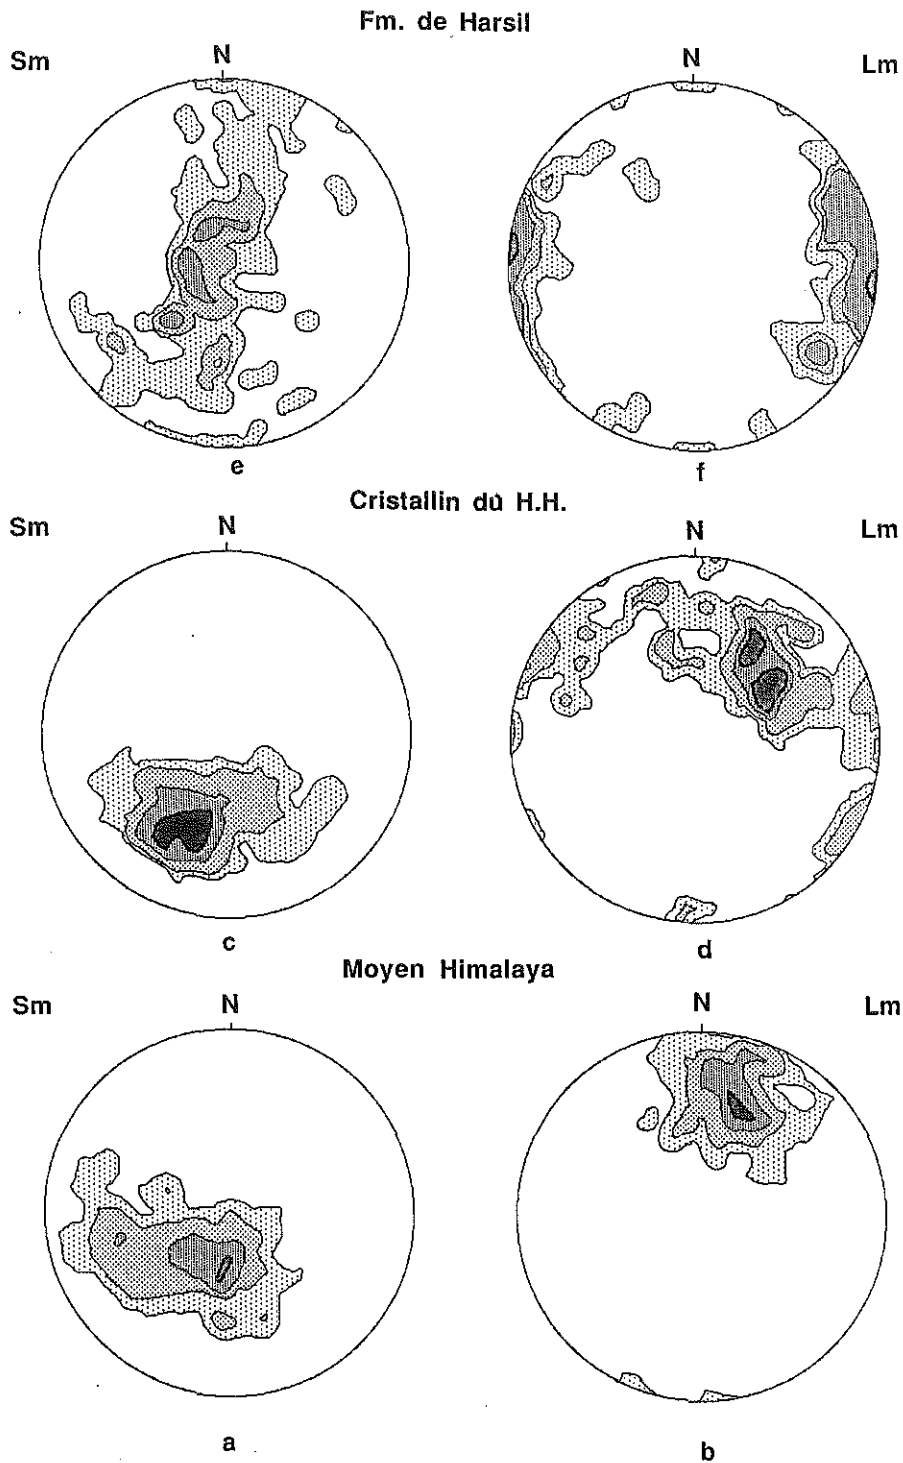 Fm. de Harsil
Sm N N Lm
e f
Cristallin du H.H.
Sm N N Lm
c d
Moyen Himalaya
Sm N N Lm
a b